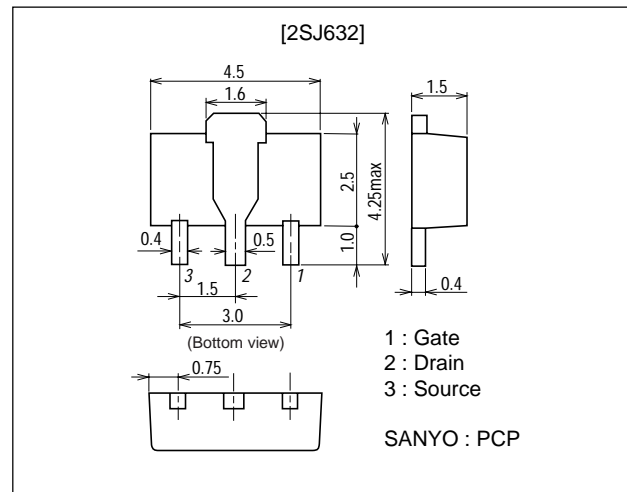 [2SJ632]
4.5
1.6
1.5
2.5
4.25max
1.0
0.4
0.5
3
2
1
0.4
1.5
3.0
(Bottom view)
0.75
1 : Gate
2 : Drain
3 : Source
SANYO : PCP